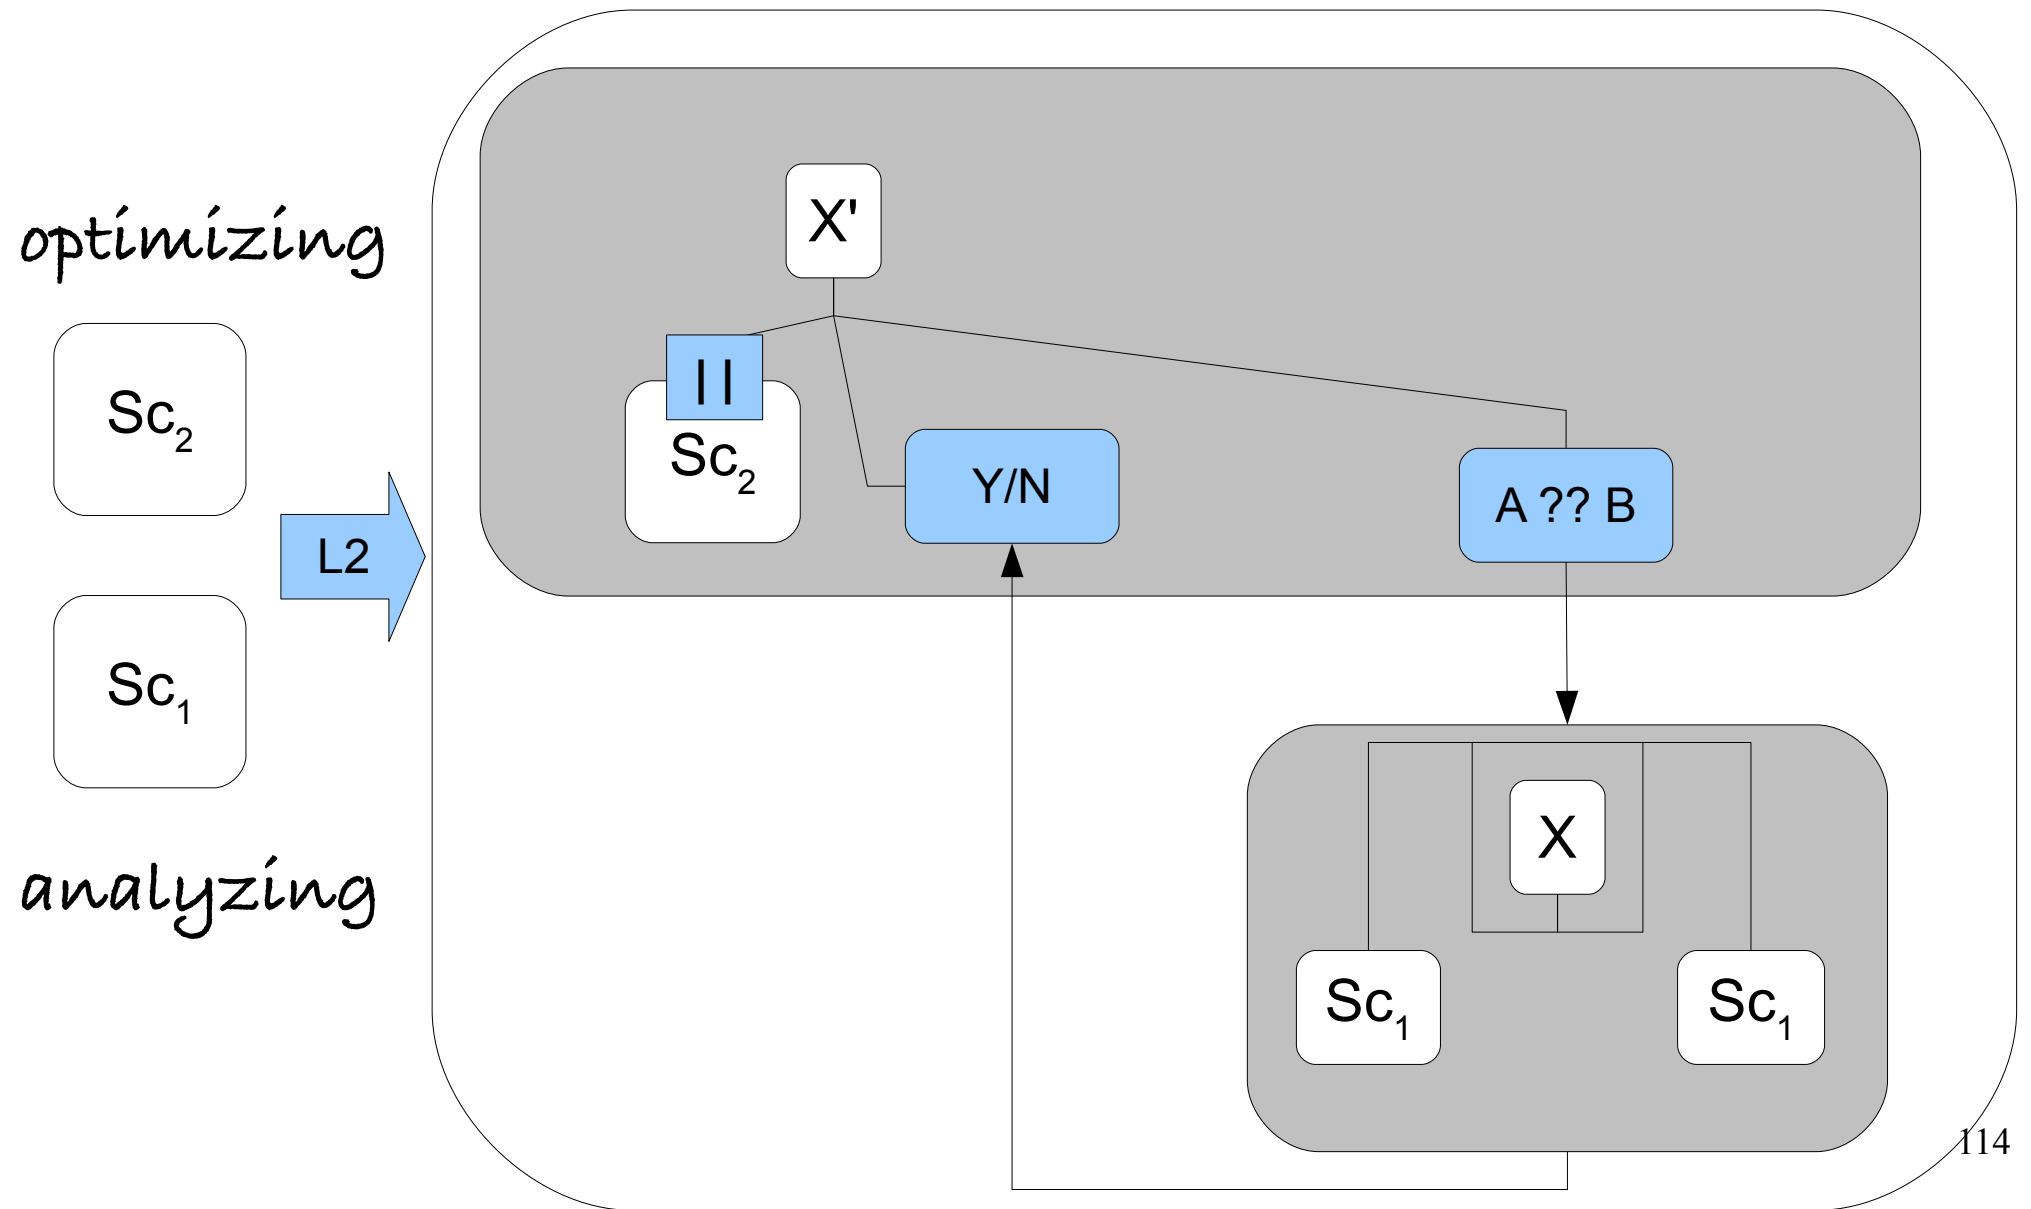 optimizing
Sc₂
L2
Sc₁
analyzing
X'
||
Sc₂
Y/N
A ?? B
X
Sc₁
Sc₁
114